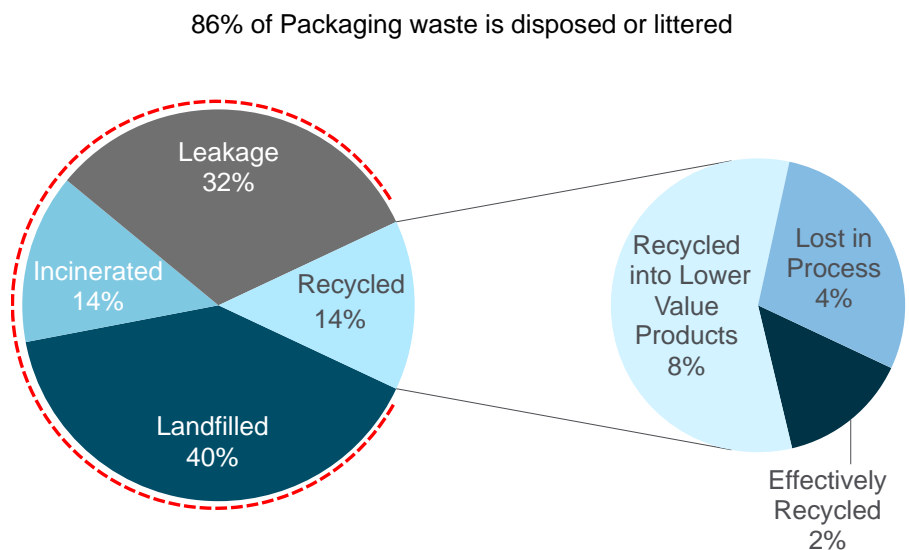 86% of Packaging waste is disposed or littered
Leakage
32%
Incinerated
14%
Recycled
14%
Landfilled
40%
Recycled
into Lower
Value
Products
8%
Lost in
Process
4%
Effectively
Recycled
2%